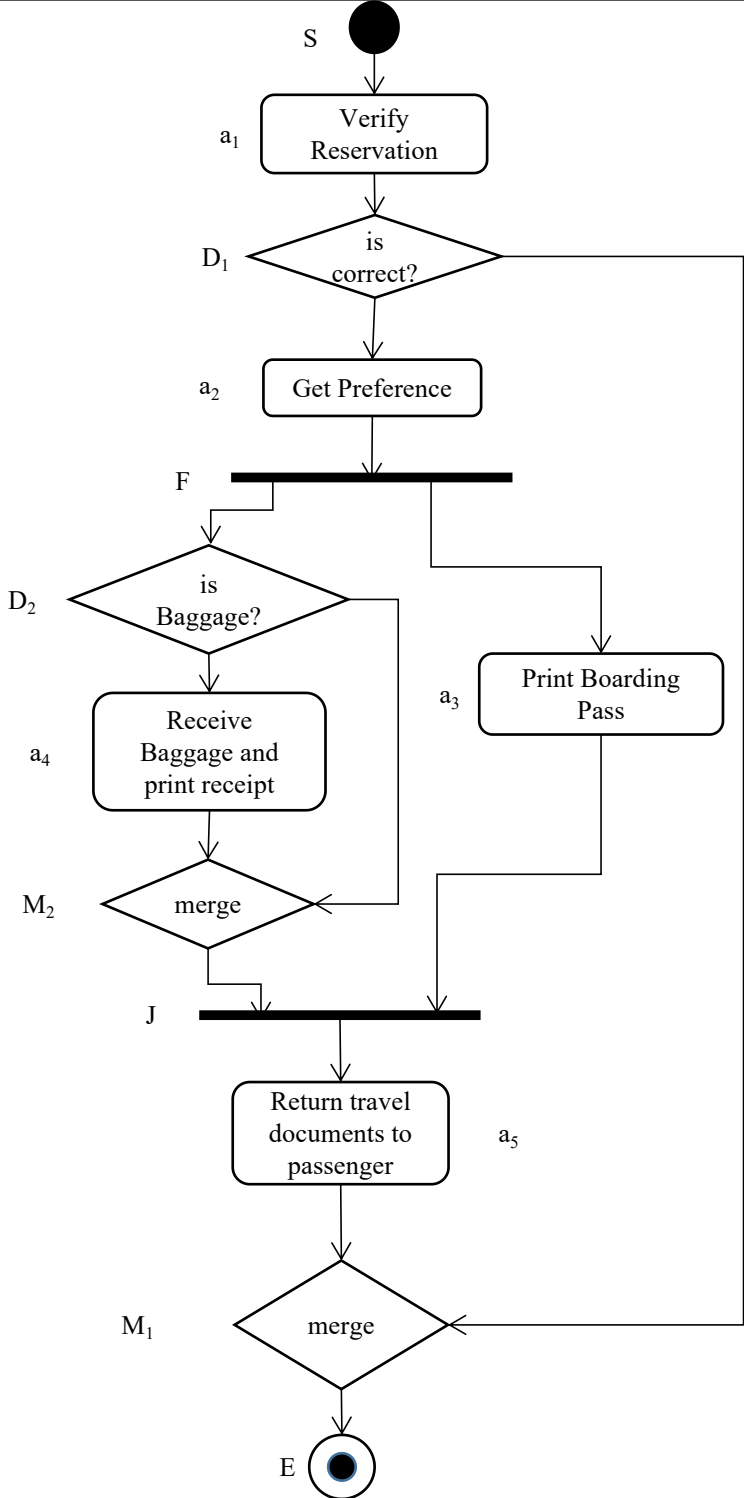 S
a1
Verify
Reservation
D1
is
correct?
a2
Get Preference
F
D2
is
Baggage?
a3
Print Boarding
Pass
a4
Receive
Baggage and
print receipt
M2
merge
J
Return travel
documents to
passenger
a5
M1
merge
E